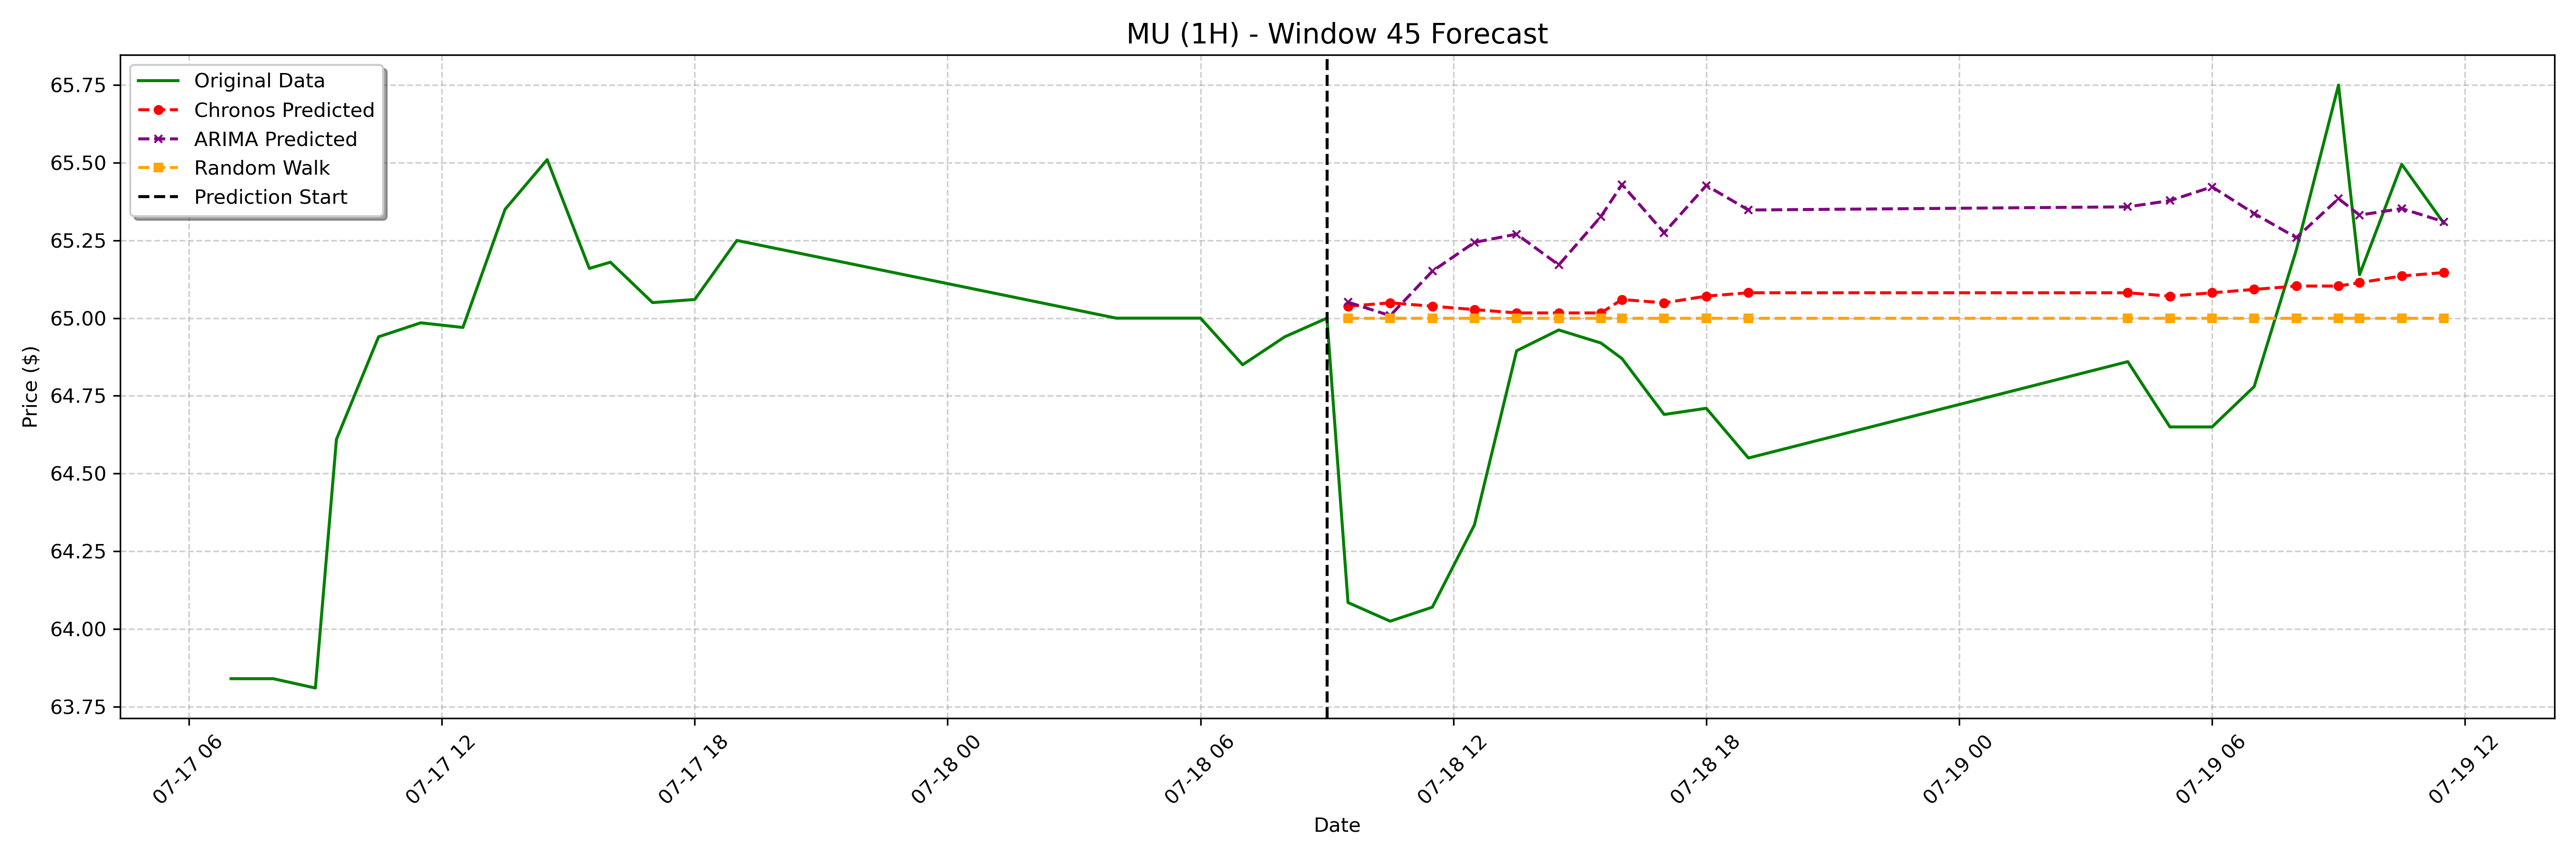 MU (1H) - Window 45 Forecast
Original Data
Chronos Predicted
ARIMA Predicted
Random Walk
Prediction Start
Price ($)
65.75
65.50
65.25
65.00
64.75
64.50
64.25
64.00
63.75
07-17 06
07-17 12
07-17 18
07-18 00
07-18 06
07-18 12
07-18 18
07-19 00
07-19 06
07-19 12
Date